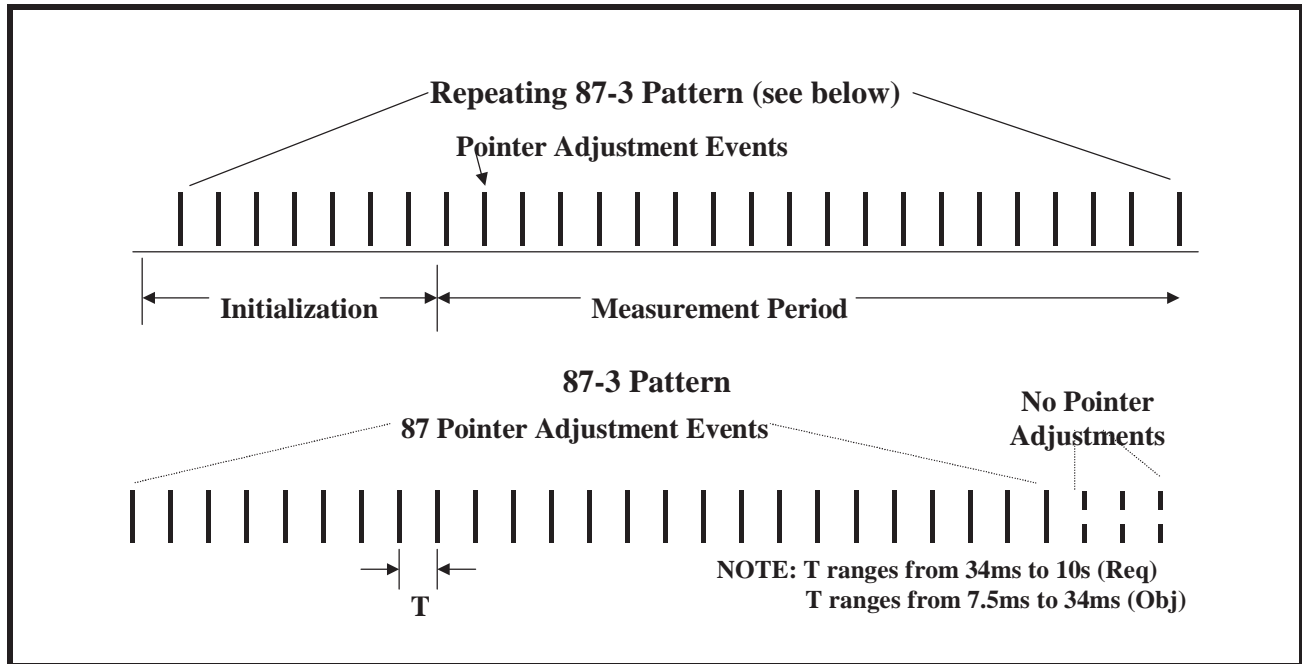 Repeating 87-3 Pattern (see below)
Pointer Adjustment Events
Initialization
Measurement Period
87-3 Pattern
87 Pointer Adjustment Events
No Pointer
Adjustments
T
NOTE: T ranges from 34ms to 10s (Req)
T ranges from 7.5ms to 34ms (Obj)